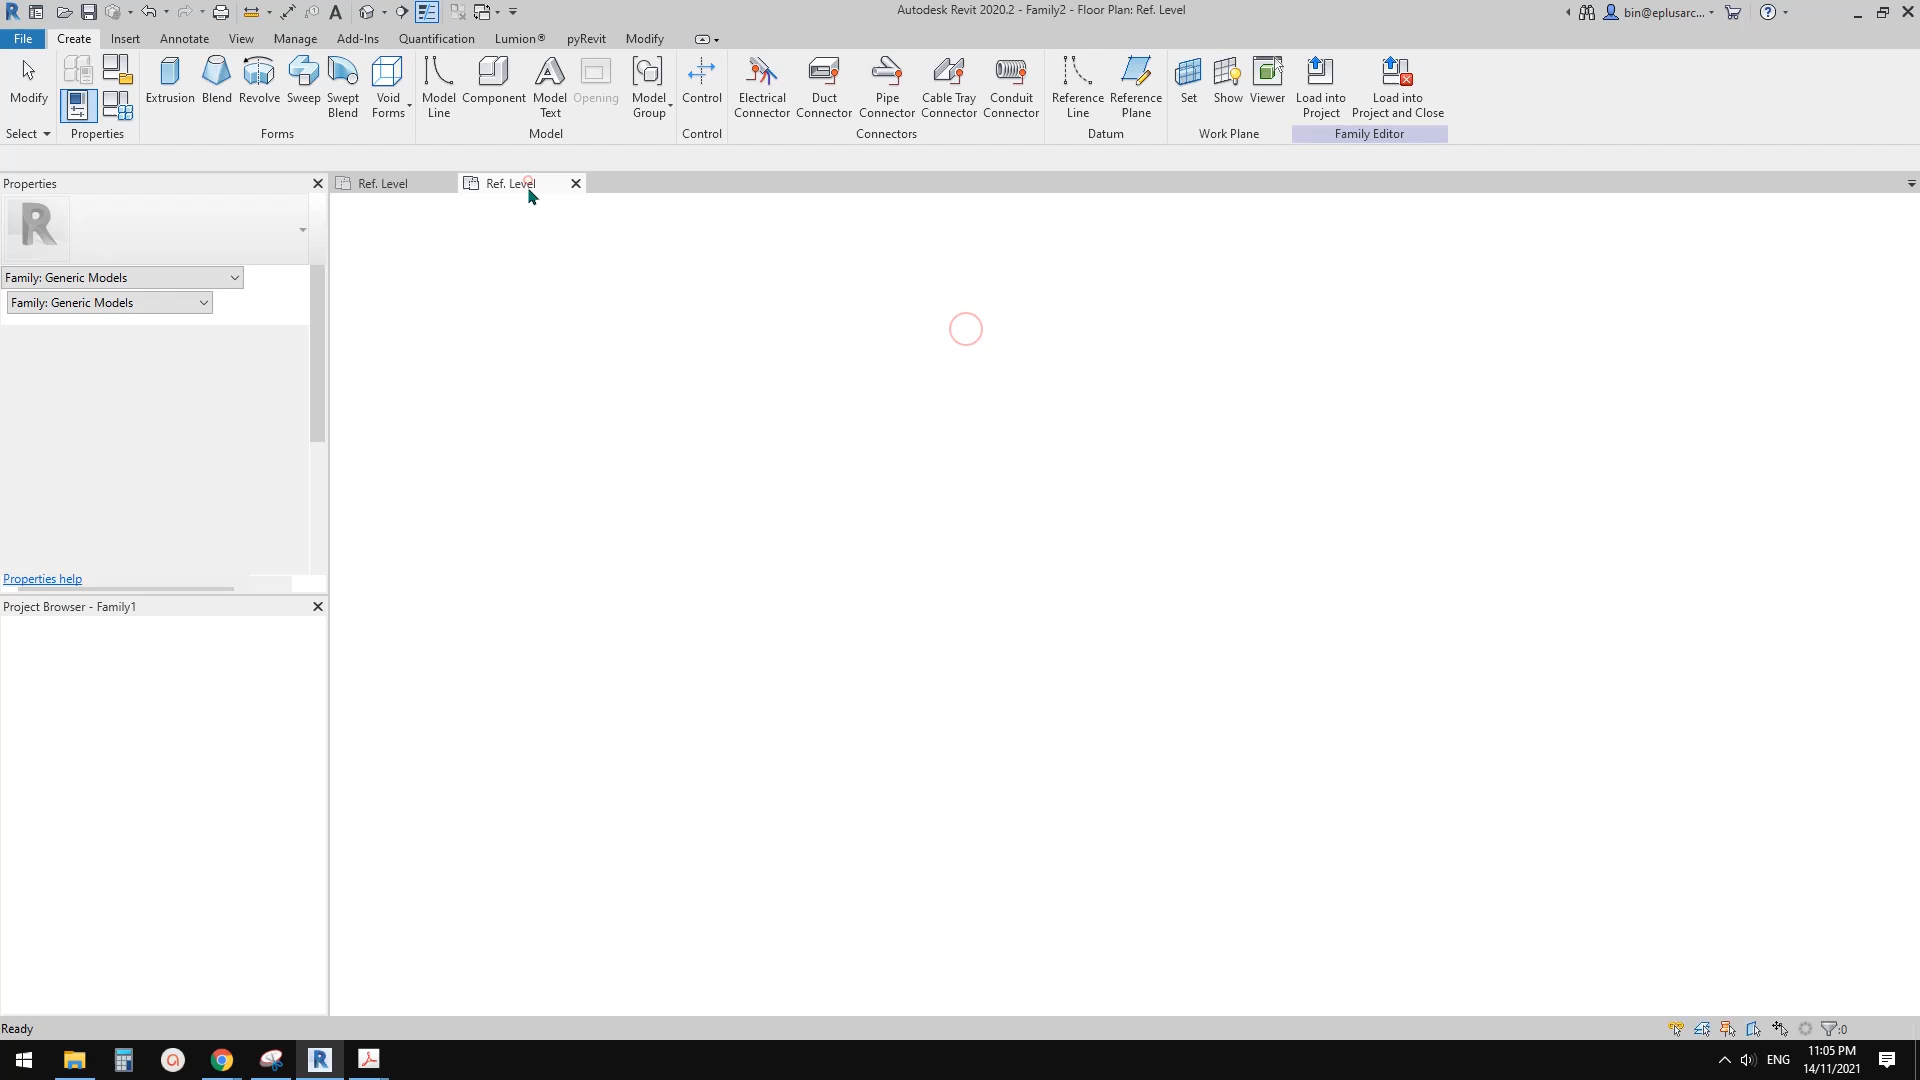 Autodesk Revit 2020.2 - Family2 - Floor Plan: Ref. Level
bin@eplusarc...
File Create Insert Annotate View Manage Add-Ins Quantification Lumion® pyRevit Modify
Modify
Extrusion Blend Revolve Sweep Swept Blend Void Forms
Model Line Component Model Text Opening Model Group
Control
Electrical Connector Duct Connector Pipe Connector Cable Tray Connector Conduit Connector
Reference Line Reference Plane
Set Show Viewer
Load into Project Load into Project and Close
Select Properties Forms Model Control Connectors Datum Work Plane Family Editor
Properties
Ref. Level Ref. Level
Family: Generic Models
Family: Generic Models
Properties help
Project Browser - Family1
Ready
:0
ENG
11:05 PM
14/11/2021